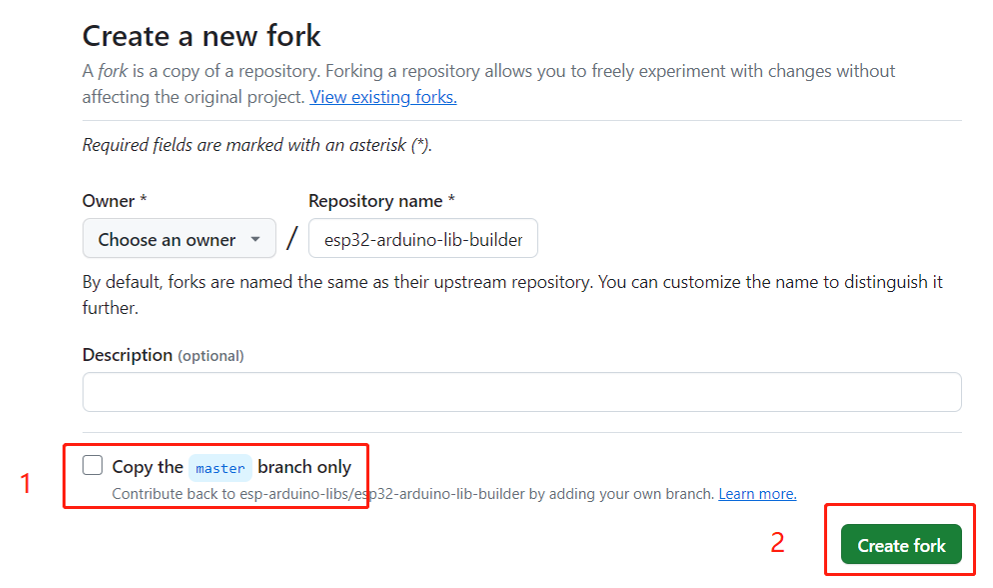 Create a new fork
A fork is a copy of a repository. Forking a repository allows you to freely experiment with changes without
affecting the original project. View existing forks.
Required fields are marked with an asterisk (*).
Owner * Repository name *
Choose an owner / esp32-arduino-lib-builder
By default, forks are named the same as their upstream repository. You can customize the name to distinguish it
further.
Description (optional)
1 Copy the master branch only
Contribute back to esp-arduino-libs/esp32-arduino-lib-builder by adding your own branch. Learn more.
2 Create fork